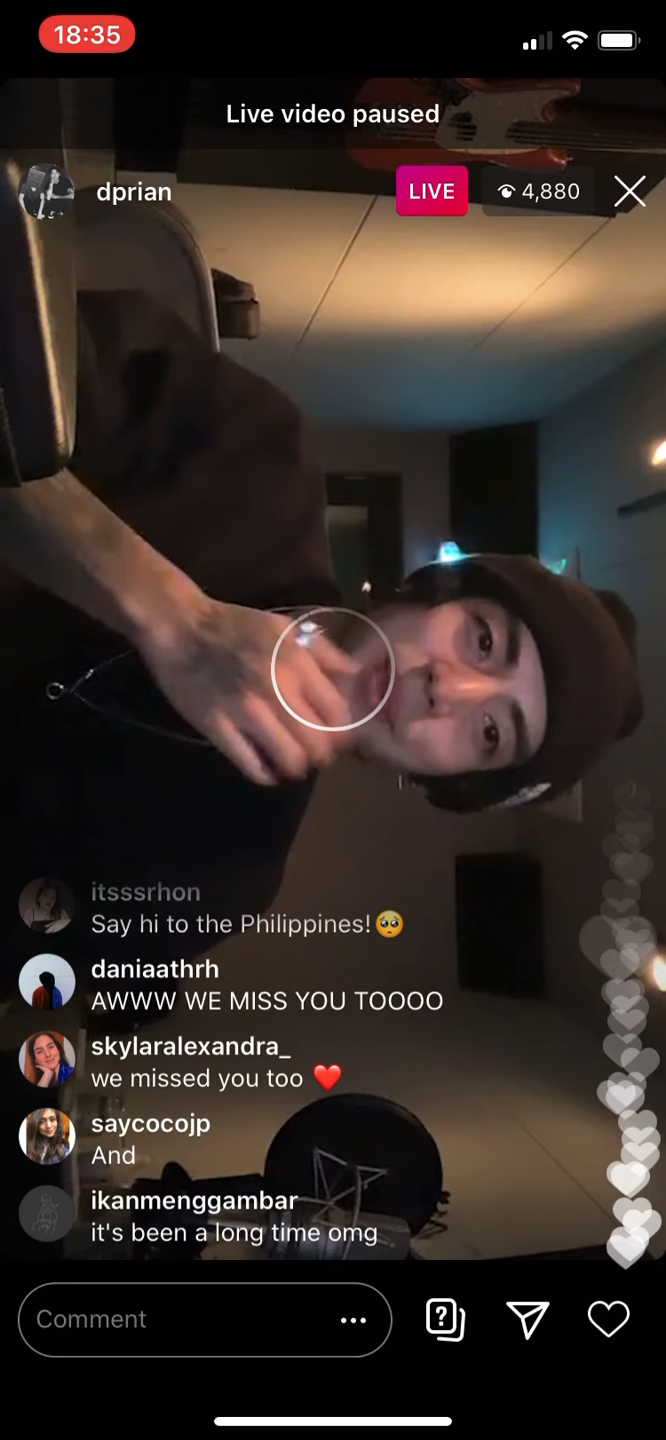 18:35
Live video paused
dprian
LIVE
4,880
itsssrhon
Say hi to the Philippines!🥺
daniaathrh
AWWW WE MISS YOU TOOOO
skylaralexandra_
we missed you too ❤️
saycocojp
And
ikanmenggambar
it's been a long time omg
Comment